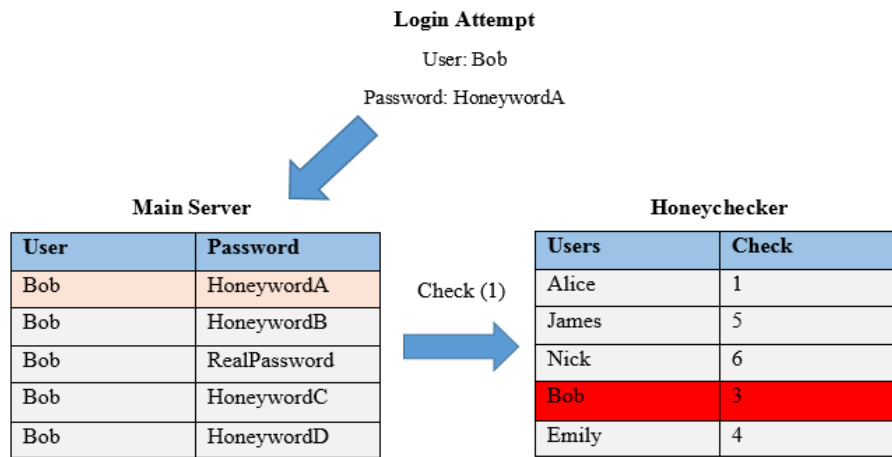 Login Attempt
User: Bob
Password: HoneywordA
Main Server
User Password
Bob HoneywordA
Bob HoneywordB
Bob RealPassword
Bob HoneywordC
Bob HoneywordD
Check (1)
Honeychecker
Users Check
Alice 1
James 5
Nick 6
Bob 3
Emily 4